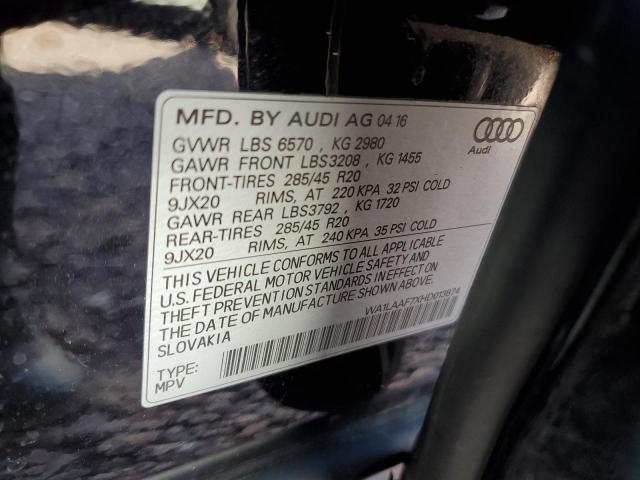 MFD. BY AUDI AG 04 16
GVWR LBS 6570 , KG 2980
GAWR FRONT LBS3208 , KG 1455
FRONT-TIRES 285/45 R20
9JX20 RIMS, AT 220 KPA 32 PSI COLD
GAWR REAR LBS3792 , KG 1720
REAR-TIRES 285/45 R20
9JX20 RIMS, AT 240 KPA 35 PSI COLD
THIS VEHICLE CONFORMS TO ALL APPLICABLE
U.S. FEDERAL MOTOR VEHICLE SAFETY AND
THEFT PREVENTION STANDARDS IN EFFECT ON
THE DATE OF MANUFACTURE SHOWN ABOVE.
SLOVAKIA
WA1LAAF7XHD013874
TYPE:
MPV
Audi